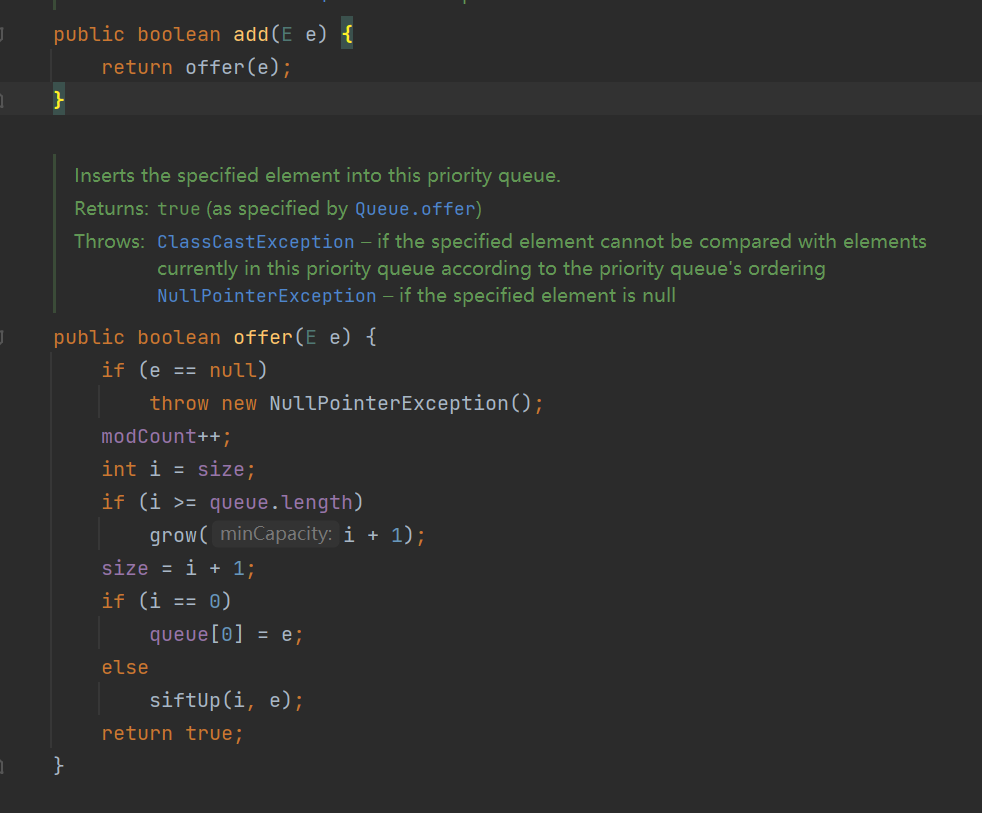 public boolean add(E e) {
return offer(e);
}
Inserts the specified element into this priority queue.
Returns: true (as specified by Queue.offer)
Throws: ClassCastException – if the specified element cannot be compared with elements
currently in this priority queue according to the priority queue's ordering
NullPointerException – if the specified element is null
public boolean offer(E e) {
if (e == null)
throw new NullPointerException();
modCount++;
int i = size;
if (i >= queue.length)
grow( minCapacity: i + 1);
size = i + 1;
if (i == 0)
queue[0] = e;
else
siftUp(i, e);
return true;
}